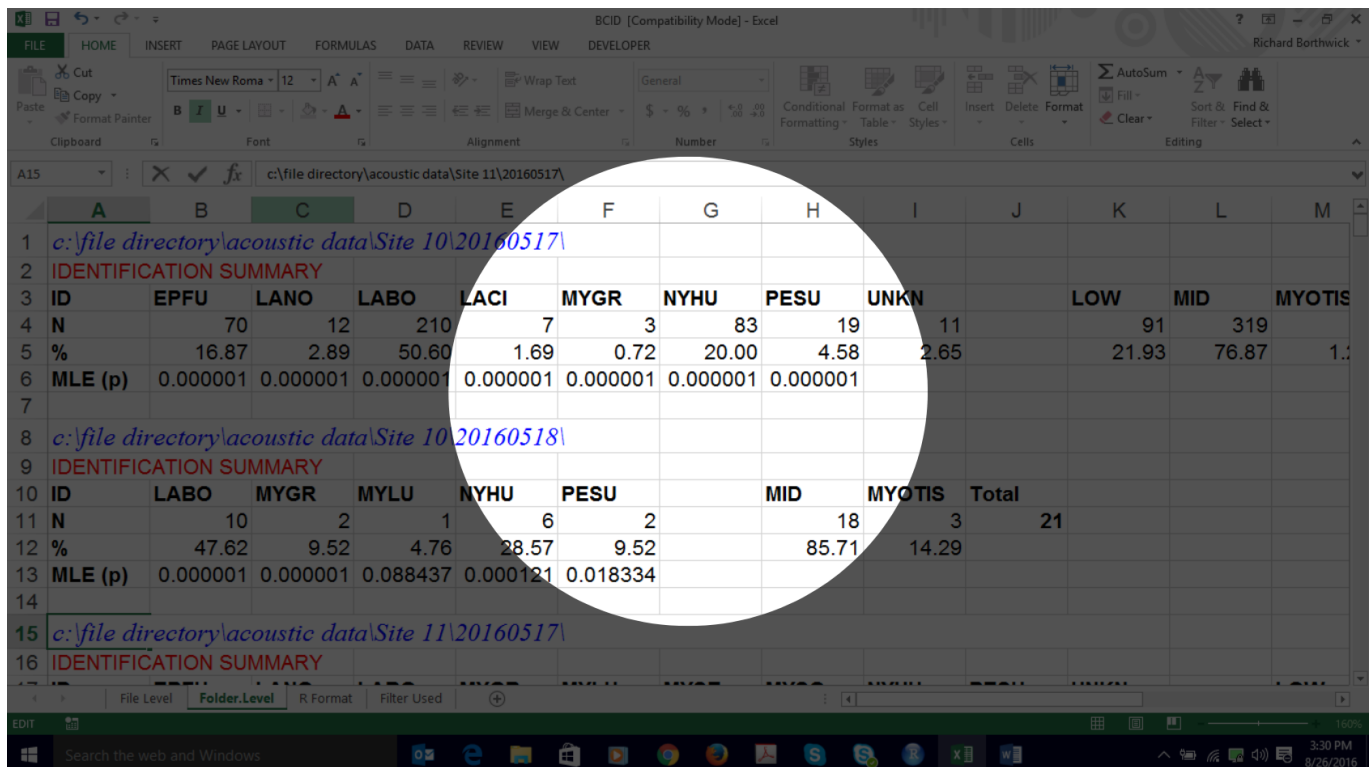 BCID [Compatibility Mode] - Excel
FILE HOME INSERT PAGE LAYOUT FORMULAS DATA REVIEW VIEW DEVELOPER Richard Borthwick
Cut
Copy
Format Painter
Paste
Times New Roma 12
B I U
Wrap Text
Merge & Center
General
$ % ,
Conditional Formatting
Format as Table
Cell Styles
Insert Delete Format
AutoSum
Fill
Clear
Sort & Filter
Find & Select
Clipboard Font Alignment Number Styles Cells Editing
A15 fx c:\file directory\acoustic data\Site 11\20160517\
A B C D E F G H I J K L M
1 c:\file directory\acoustic data\Site 10\20160517\
2 IDENTIFICATION SUMMARY
3 ID EPFU LANO LABO LACI MYGR NYHU PESU UNKN LOW MID MYOTIS
4 N 70 12 210 7 3 83 19 11 91 319
5 % 16.87 2.89 50.60 1.69 0.72 20.00 4.58 2.65 21.93 76.87
6 MLE (p) 0.000001 0.000001 0.000001 0.000001 0.000001 0.000001 0.000001
7
8 c:\file directory\acoustic data\Site 10\20160518\
9 IDENTIFICATION SUMMARY
10 ID LABO MYGR MYLU NYHU PESU MID MYOTIS Total
11 N 10 2 1 6 2 18 3 21
12 % 47.62 9.52 4.76 28.57 9.52 85.71 14.29
13 MLE (p) 0.000001 0.000001 0.088437 0.000121 0.018334
14
15 c:\file directory\acoustic data\Site 11\20160517\
16 IDENTIFICATION SUMMARY
File Level Folder.Level R Format Filter Used
EDIT 160%
Search the web and Windows
3:30 PM
8/26/2016